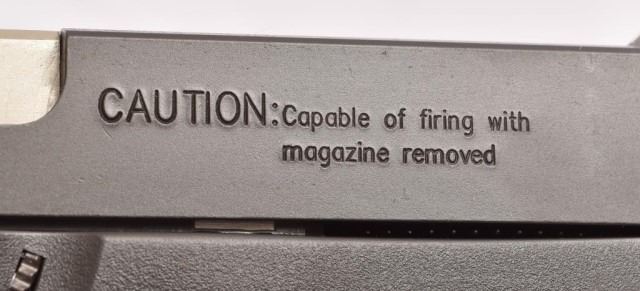 CAUTION: Capable of firing with
magazine removed